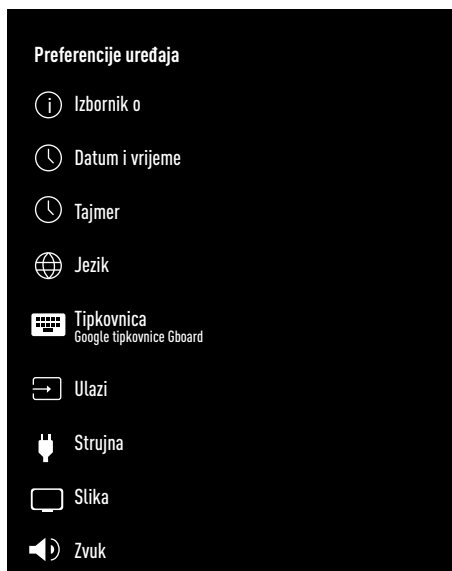 Preferencije uređaja
Izbornik o
Datum i vrijeme
Tajmer
Jezik
Tipkovnica
Google tipkovnice Gboard
Ulazi
Strujna
Slika
Zvuk